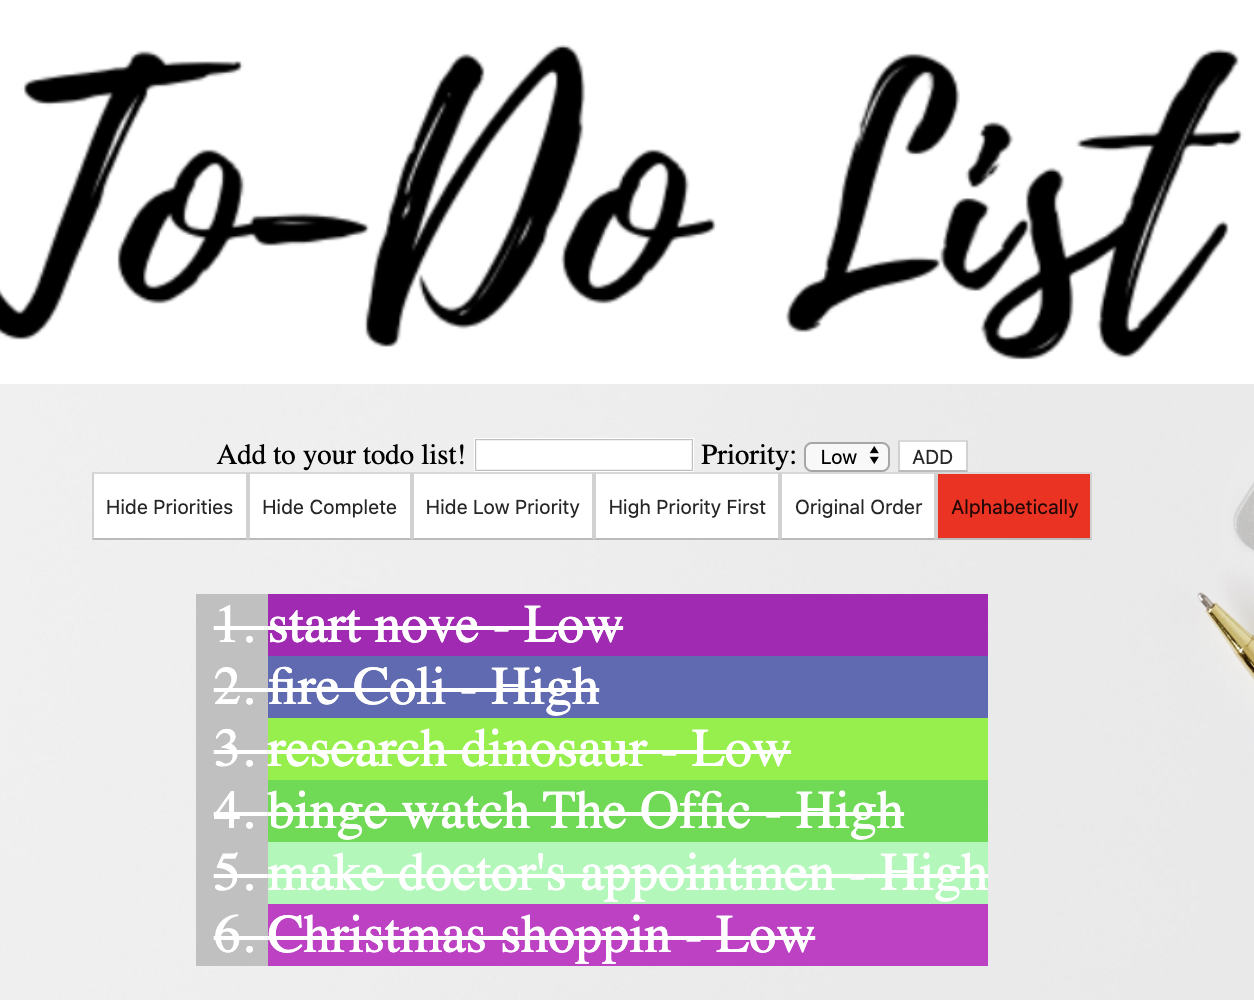 To-Do List
Add to your todo list! Priority: Low ADD
Hide Priorities Hide Complete Hide Low Priority High Priority First Original Order Alphabetically
1. start nove - Low
2. fire Coli - High
3. research dinosaur - Low
4. binge watch The Offic - High
5. make doctor's appointmen - High
6. Christmas shoppin - Low